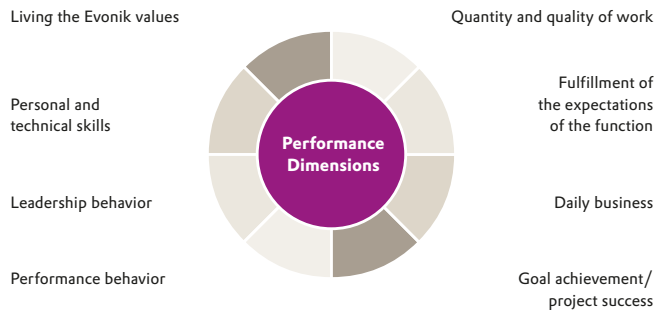 Living the Evonik values
Quantity and quality of work
Personal and
technical skills
Fulfillment of
the expectations
of the function
Performance
Dimensions
Leadership behavior
Daily business
Performance behavior
Goal achievement/
project success